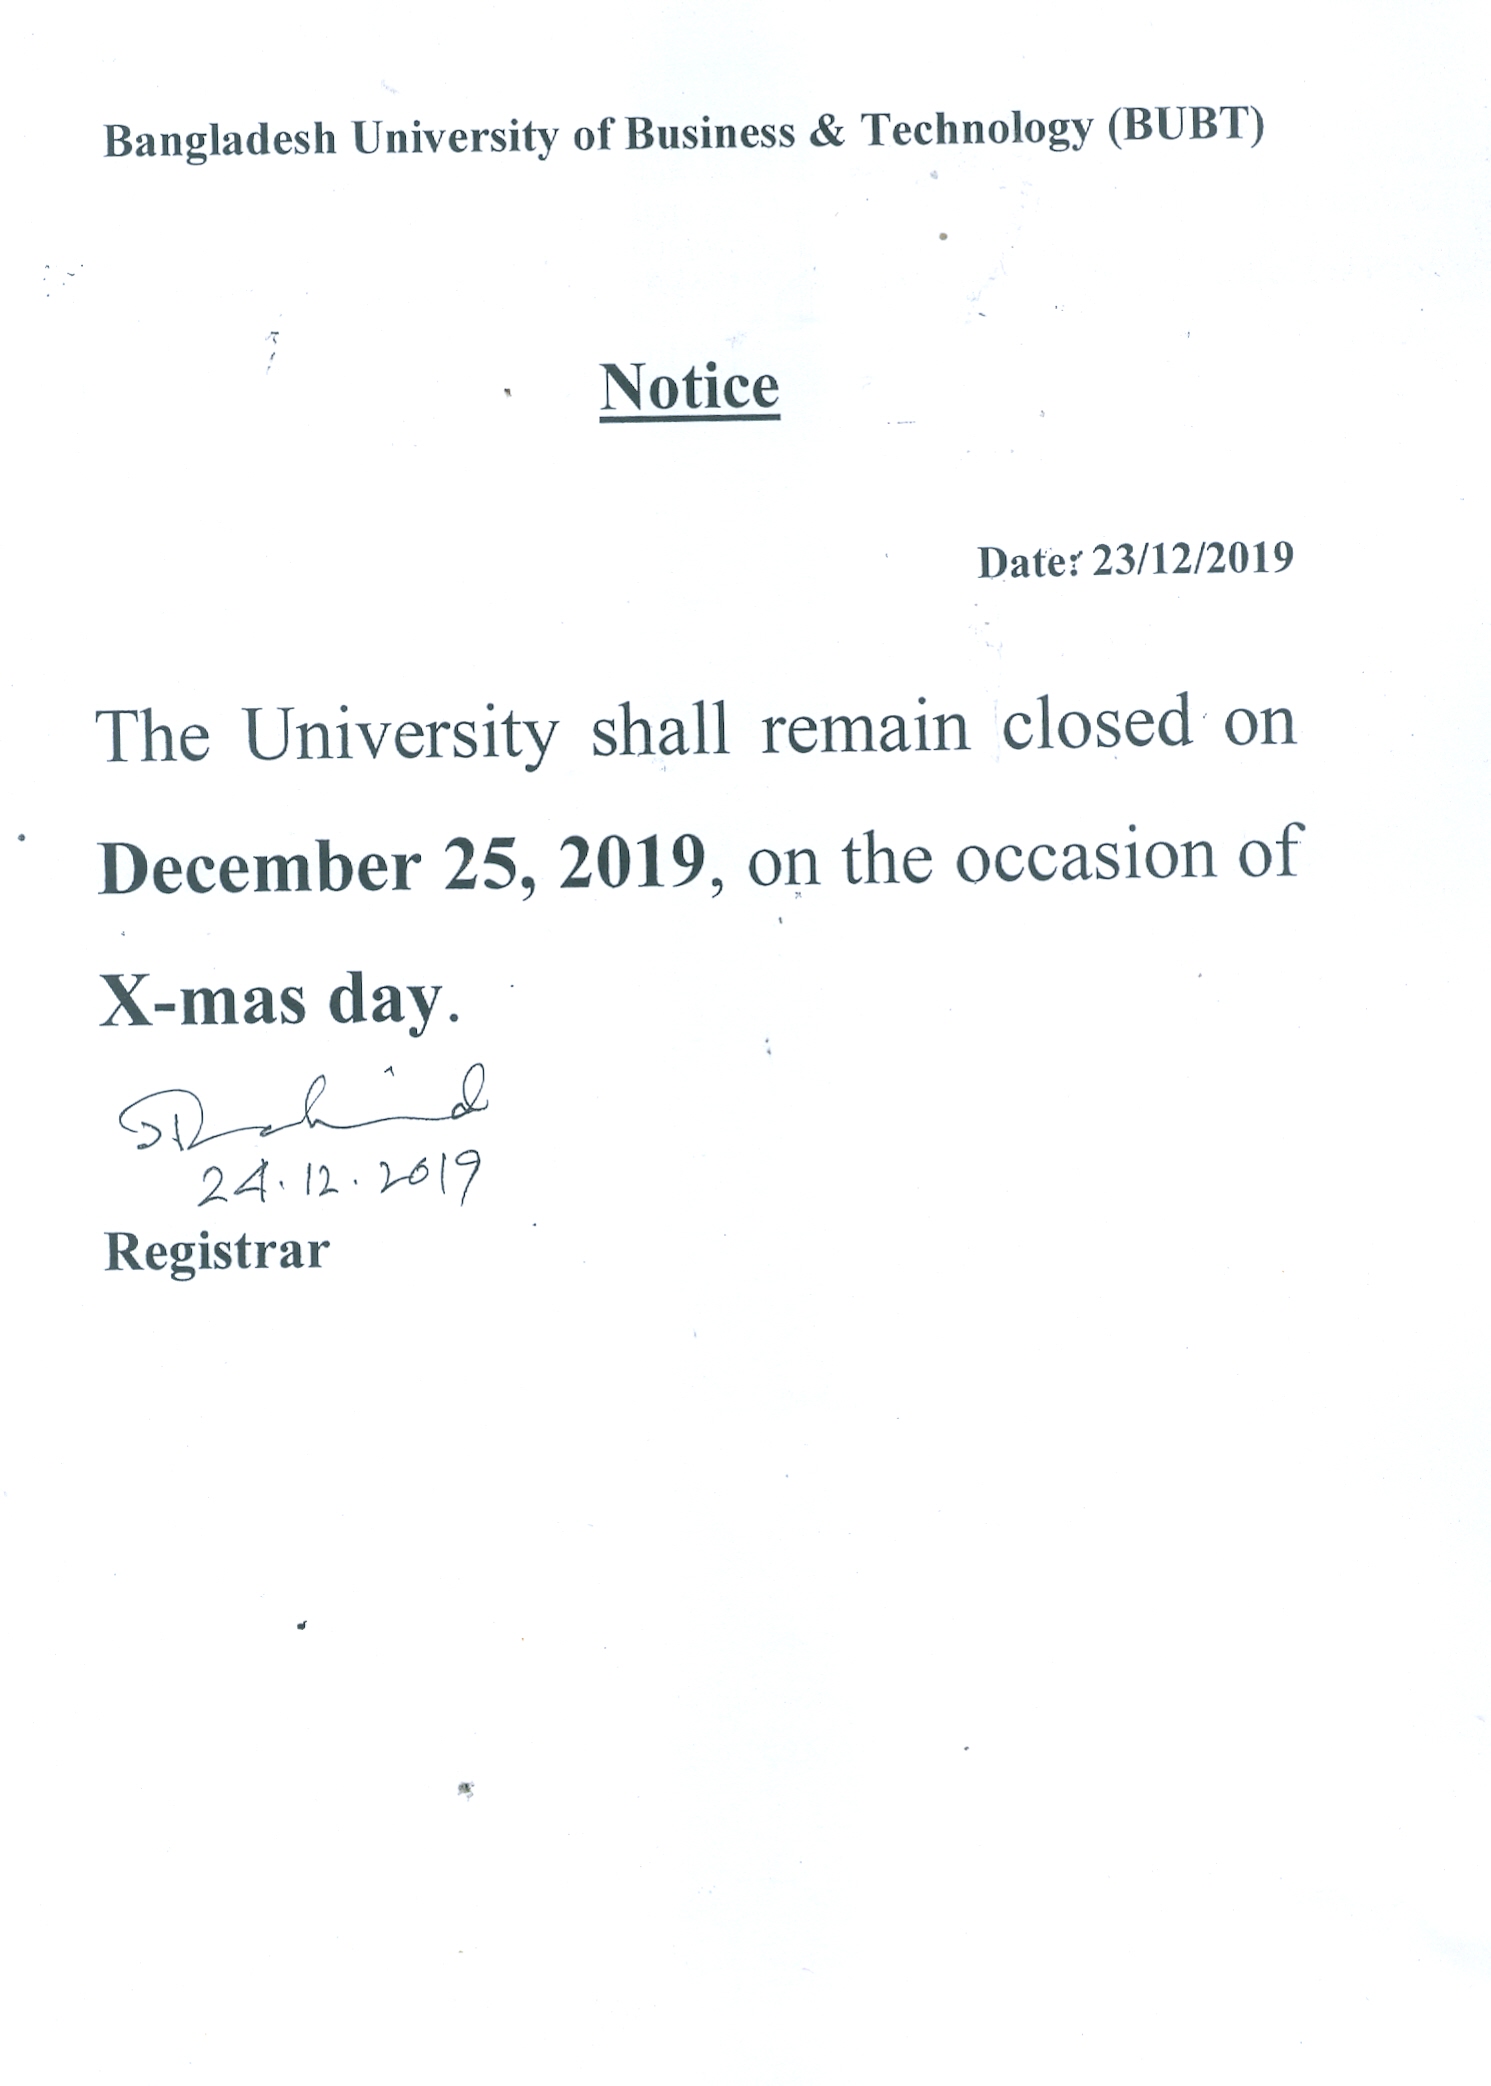 Bangladesh University of Business & Technology (BUBT)
Notice
Date: 23/12/2019
The University shall remain closed on
December 25, 2019, on the occasion of
X-mas day.
24.12.2019
Registrar